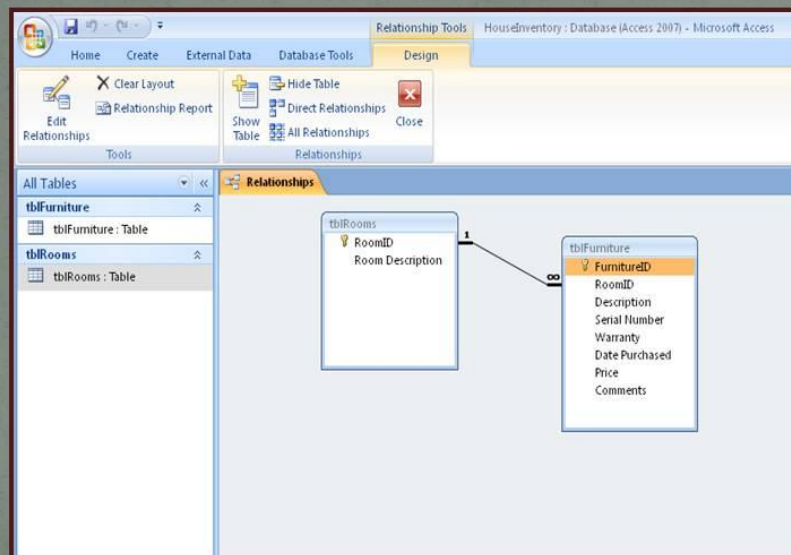 Relationship Tools HouseInventory : Database (Access 2007) - Microsoft Access
Home Create External Data Database Tools Design
Edit Relationships
Clear Layout
Relationship Report
Tools
Show Table
Hide Table
Direct Relationships
All Relationships
Close
Relationships
All Tables
tblFurniture
tblFurniture : Table
tblRooms
tblRooms : Table
Relationships
tblRooms
RoomID
Room Description
1
∞
tblFurniture
FurnitureID
RoomID
Description
Serial Number
Warranty
Date Purchased
Price
Comments